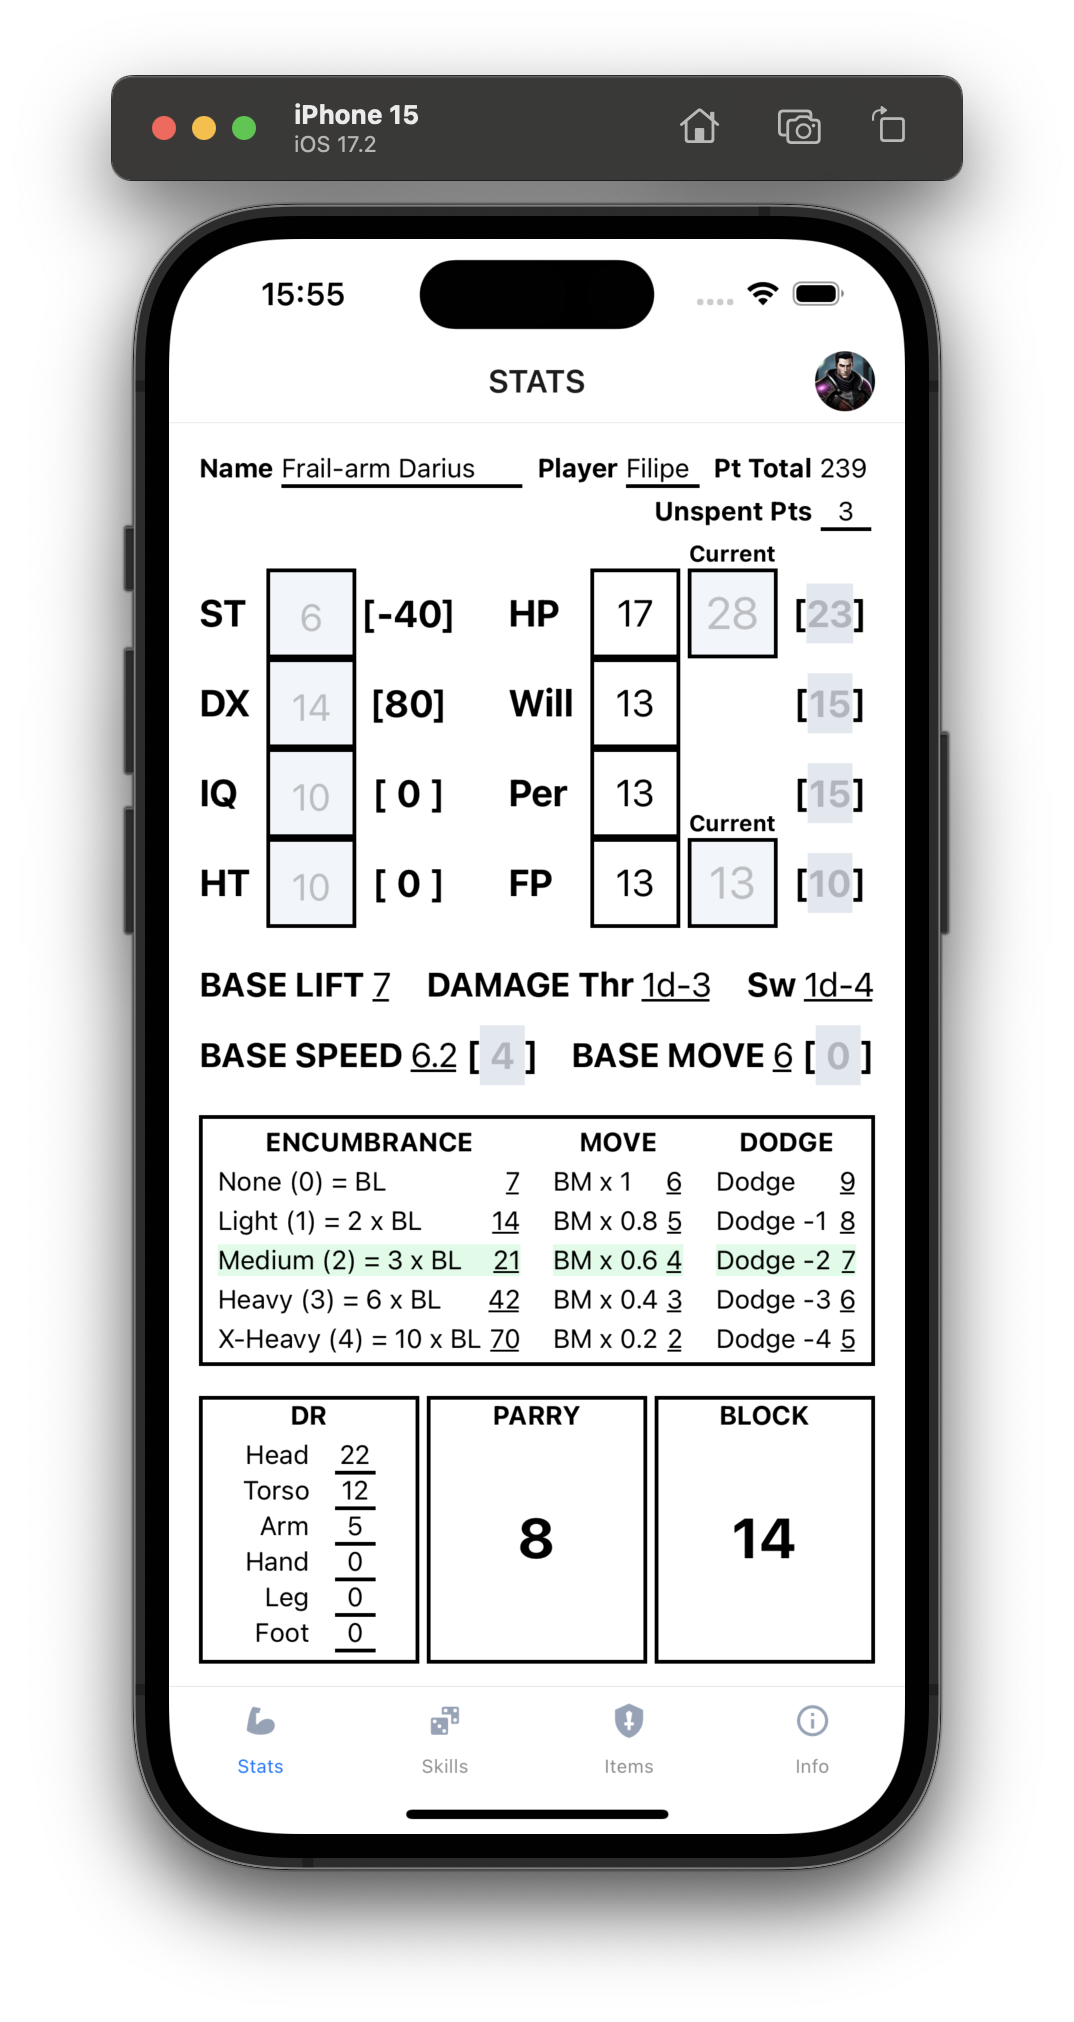 iPhone 15
iOS 17.2
15:55
STATS
Name Frail-arm Darius Player Filipe Pt Total 239
Unspent Pts 3
Current
ST 6 [-40] HP 17 28 [23]
DX 14 [80] Will 13 [15]
IQ 10 [ 0 ] Per 13 [15]
Current
HT 10 [ 0 ] FP 13 13 [10]
BASE LIFT 7 DAMAGE Thr 1d-3 Sw 1d-4
BASE SPEED 6.2 [ 4 ] BASE MOVE 6 [ 0 ]
ENCUMBRANCE MOVE DODGE
None (0) = BL 7 BM x 1 6 Dodge 9
Light (1) = 2 x BL 14 BM x 0.8 5 Dodge -1 8
Medium (2) = 3 x BL 21 BM x 0.6 4 Dodge -2 7
Heavy (3) = 6 x BL 42 BM x 0.4 3 Dodge -3 6
X-Heavy (4) = 10 x BL 70 BM x 0.2 2 Dodge -4 5
DR PARRY BLOCK
Head 22
Torso 12
Arm 5
8 14
Hand 0
Leg 0
Foot 0
Stats Skills Items Info